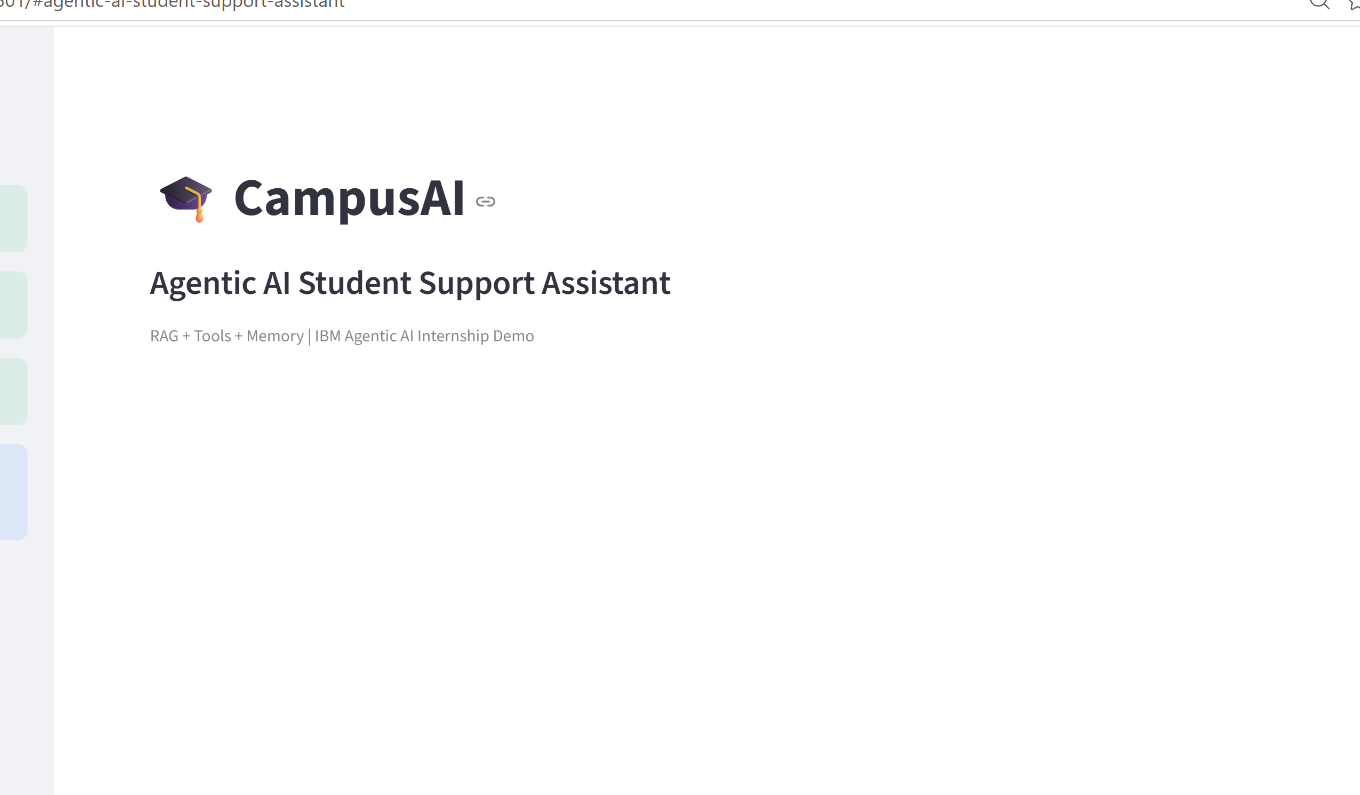 501/#agentic-ai-student-support-assistant
CampusAI
Agentic AI Student Support Assistant
RAG + Tools + Memory | IBM Agentic AI Internship Demo